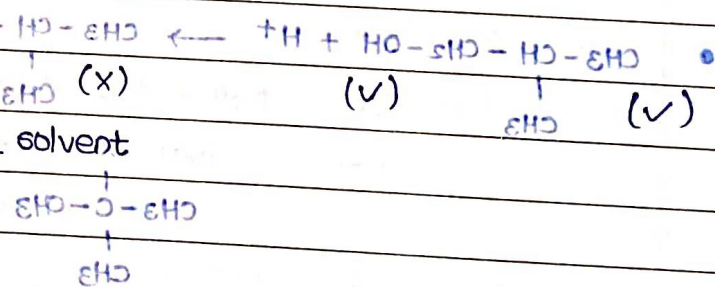 • CH3-CH-CH2-OH + H+ → CH3-CH-
CH3 (x) (v) CH3 (✓)
solvent
CH3-C-CH3
CH3